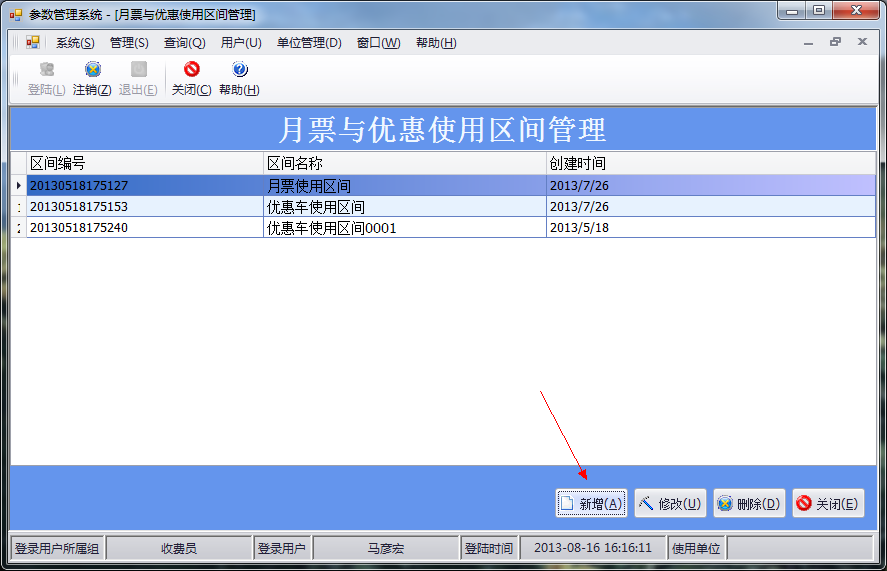 参数管理系统 - [月票与优惠使用区间管理]
系统(S) 管理(S) 查询(Q) 用户(U) 单位管理(D) 窗口(W) 帮助(H)
登陆(L) 注销(Z) 退出(E) 关闭(C) 帮助(H)
月票与优惠使用区间管理
区间编号 区间名称 创建时间
20130518175127 月票使用区间 2013/7/26
20130518175153 优惠车使用区间 2013/7/26
20130518175240 优惠车使用区间0001 2013/5/18
新增(A) 修改(U) 删除(D) 关闭(E)
登录用户所属组 收费员 登录用户 马彦宏 登陆时间 2013-08-16 16:16:11 使用单位